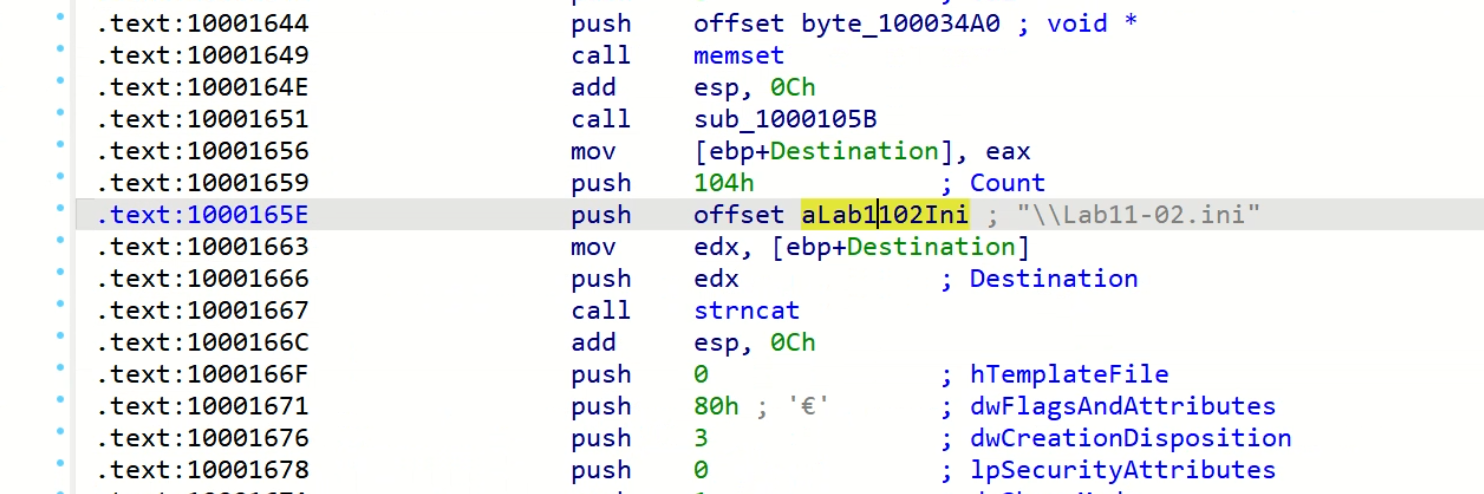 .text:10001644 push offset byte_100034A0 ; void *
.text:10001649 call memset
.text:1000164E add esp, 0Ch
.text:10001651 call sub_1000105B
.text:10001656 mov [ebp+Destination], eax
.text:10001659 push 104h ; Count
.text:1000165E push offset aLab1102Ini ; "\\Lab11-02.ini"
.text:10001663 mov edx, [ebp+Destination]
.text:10001666 push edx ; Destination
.text:10001667 call strncat
.text:1000166C add esp, 0Ch
.text:1000166F push 0 ; hTemplateFile
.text:10001671 push 80h ; '€' ; dwFlagsAndAttributes
.text:10001676 push 3 ; dwCreationDisposition
.text:10001678 push 0 ; lpSecurityAttributes